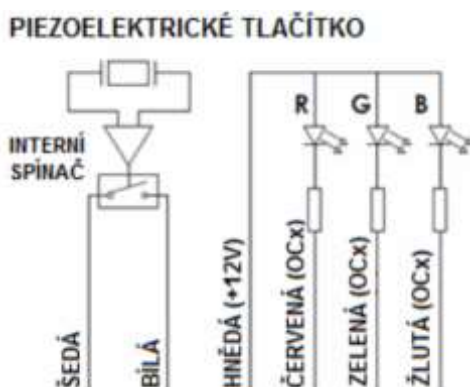 PIEZOELEKTRICKÉ TLAČÍTKO
R G B
INTERNÍ
SPÍNAČ
ŠEDÁ
BÍLÁ
HNĚDÁ (+12V)
ČERVENÁ (OCx)
ZELENÁ (OCx)
ŽLUTÁ (OCx)